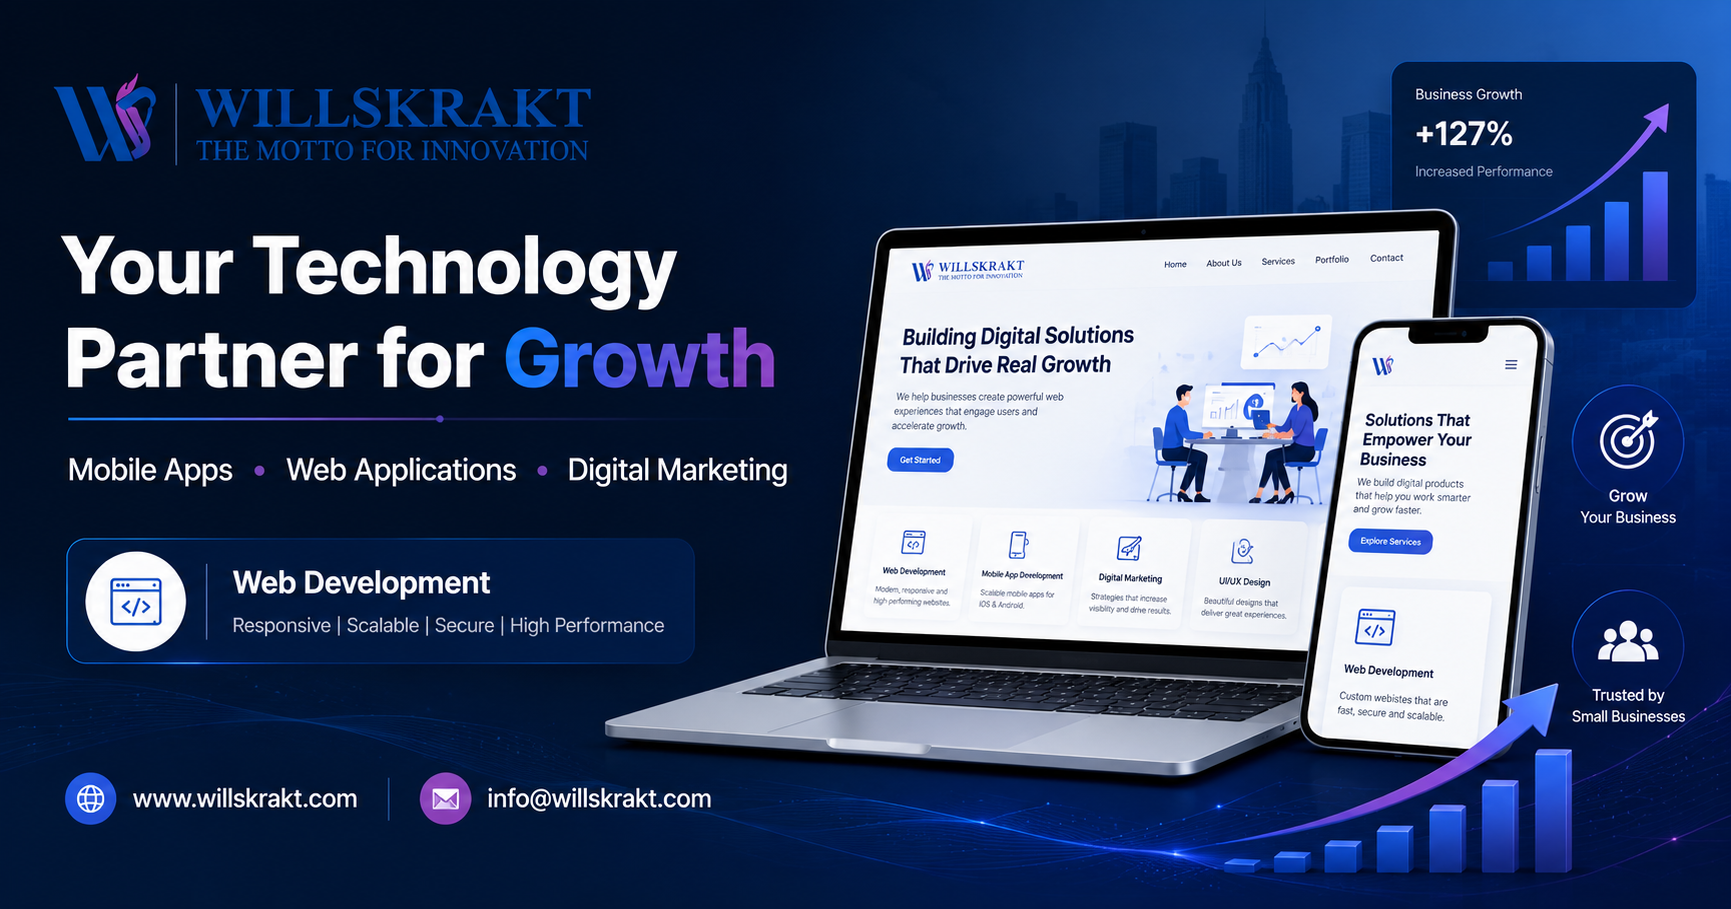 WILLSKRAKT
THE MOTTO FOR INNOVATION
Your Technology
Partner for Growth
Mobile Apps • Web Applications • Digital Marketing
Web Development
Responsive | Scalable | Secure | High Performance
www.willskrakt.com
info@willskrakt.com
WILLSKRAKT
THE MOTTO FOR INNOVATION
Home About Us Services Portfolio Contact
Building Digital Solutions
That Drive Real Growth
We help businesses create powerful web
experiences that engage users and
accelerate growth.
Get Started
Web Development
Modern, responsive and
high performing websites.
Mobile App Development
Scalable mobile apps for
iOS & Android.
Digital Marketing
Strategies that increase
visiblity and drive results.
UI/UX Design
Beautiful designs that
deliver great experiences.
Solutions That
Empower Your
Business
We build digital products
that help you work smarter
and grow faster.
Explore Services
Web Development
Custom webistes that are
fast, secure and scalable.
Business Growth
+127%
Increased Performance
Grow
Your Business
Trusted by
Small Businesses